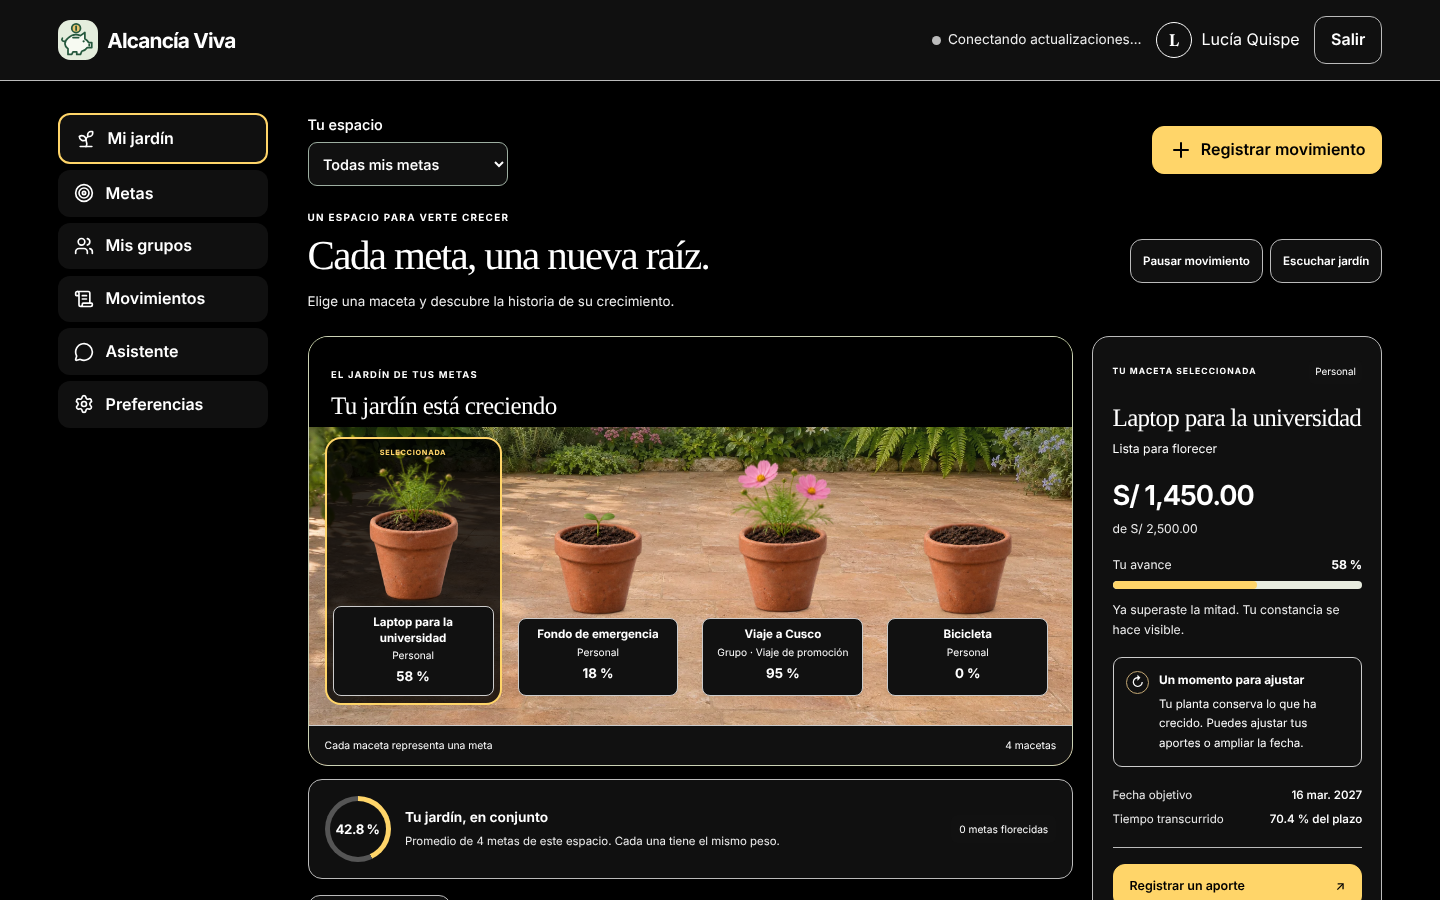 Alcancía Viva
Conectando actualizaciones...
L
Lucía Quispe
Salir
Mi jardín
Metas
Mis grupos
Movimientos
Asistente
Preferencias
Tu espacio
Todas mis metas
Registrar movimiento
UN ESPACIO PARA VERTE CRECER
Cada meta, una nueva raíz.
Elige una maceta y descubre la historia de su crecimiento.
Pausar movimiento
Escuchar jardín
EL JARDÍN DE TUS METAS
Tu jardín está creciendo
SELECCIONADA
Laptop para la
universidad
Personal
58 %
Fondo de emergencia
Personal
18 %
Viaje a Cusco
Grupo · Viaje de promoción
95 %
Bicicleta
Personal
0 %
Cada maceta representa una meta
4 macetas
42.8 %
Tu jardín, en conjunto
Promedio de 4 metas de este espacio. Cada una tiene el mismo peso.
0 metas florecidas
TU MACETA SELECCIONADA
Personal
Laptop para la universidad
Lista para florecer
S/ 1,450.00
de S/ 2,500.00
Tu avance
58 %
Ya superaste la mitad. Tu constancia se
hace visible.
Un momento para ajustar
Tu planta conserva lo que ha
crecido. Puedes ajustar tus
aportes o ampliar la fecha.
Fecha objetivo
16 mar. 2027
Tiempo transcurrido
70.4 % del plazo
Registrar un aporte